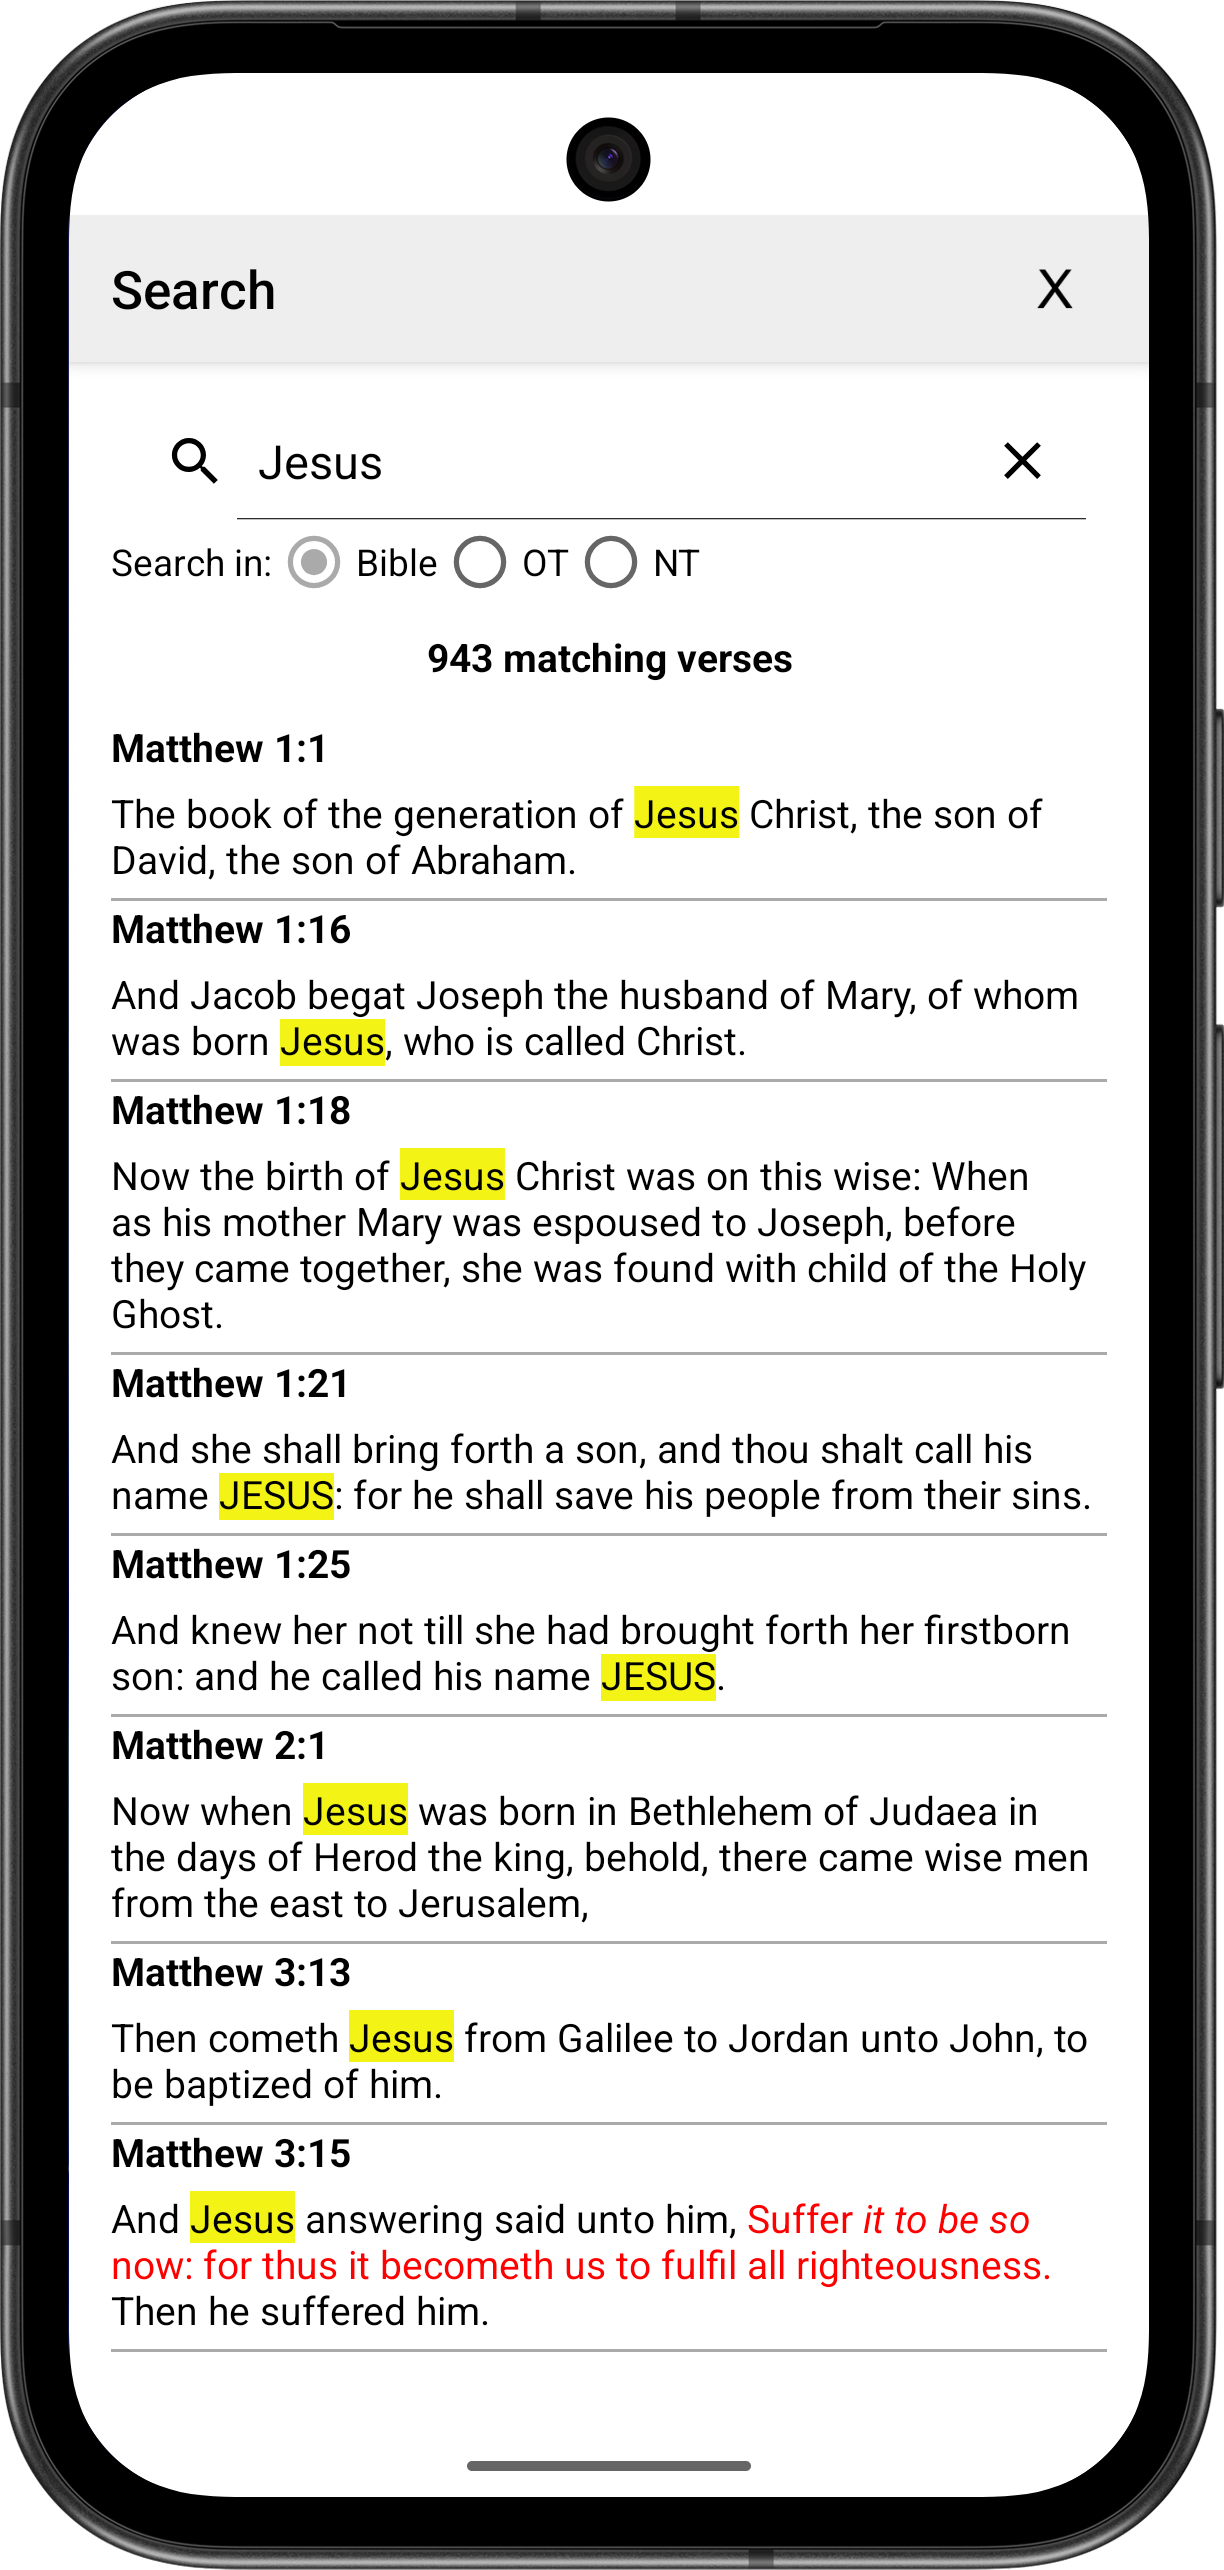 Search X
Jesus
Search in: Bible OT NT
943 matching verses
Matthew 1:1
The book of the generation of Jesus Christ, the son of
David, the son of Abraham.
Matthew 1:16
And Jacob begat Joseph the husband of Mary, of whom
was born Jesus, who is called Christ.
Matthew 1:18
Now the birth of Jesus Christ was on this wise: When
as his mother Mary was espoused to Joseph, before
they came together, she was found with child of the Holy
Ghost.
Matthew 1:21
And she shall bring forth a son, and thou shalt call his
name JESUS: for he shall save his people from their sins.
Matthew 1:25
And knew her not till she had brought forth her firstborn
son: and he called his name JESUS.
Matthew 2:1
Now when Jesus was born in Bethlehem of Judaea in
the days of Herod the king, behold, there came wise men
from the east to Jerusalem,
Matthew 3:13
Then cometh Jesus from Galilee to Jordan unto John, to
be baptized of him.
Matthew 3:15
And Jesus answering said unto him, Suffer it to be so
now: for thus it becometh us to fulfil all righteousness.
Then he suffered him.